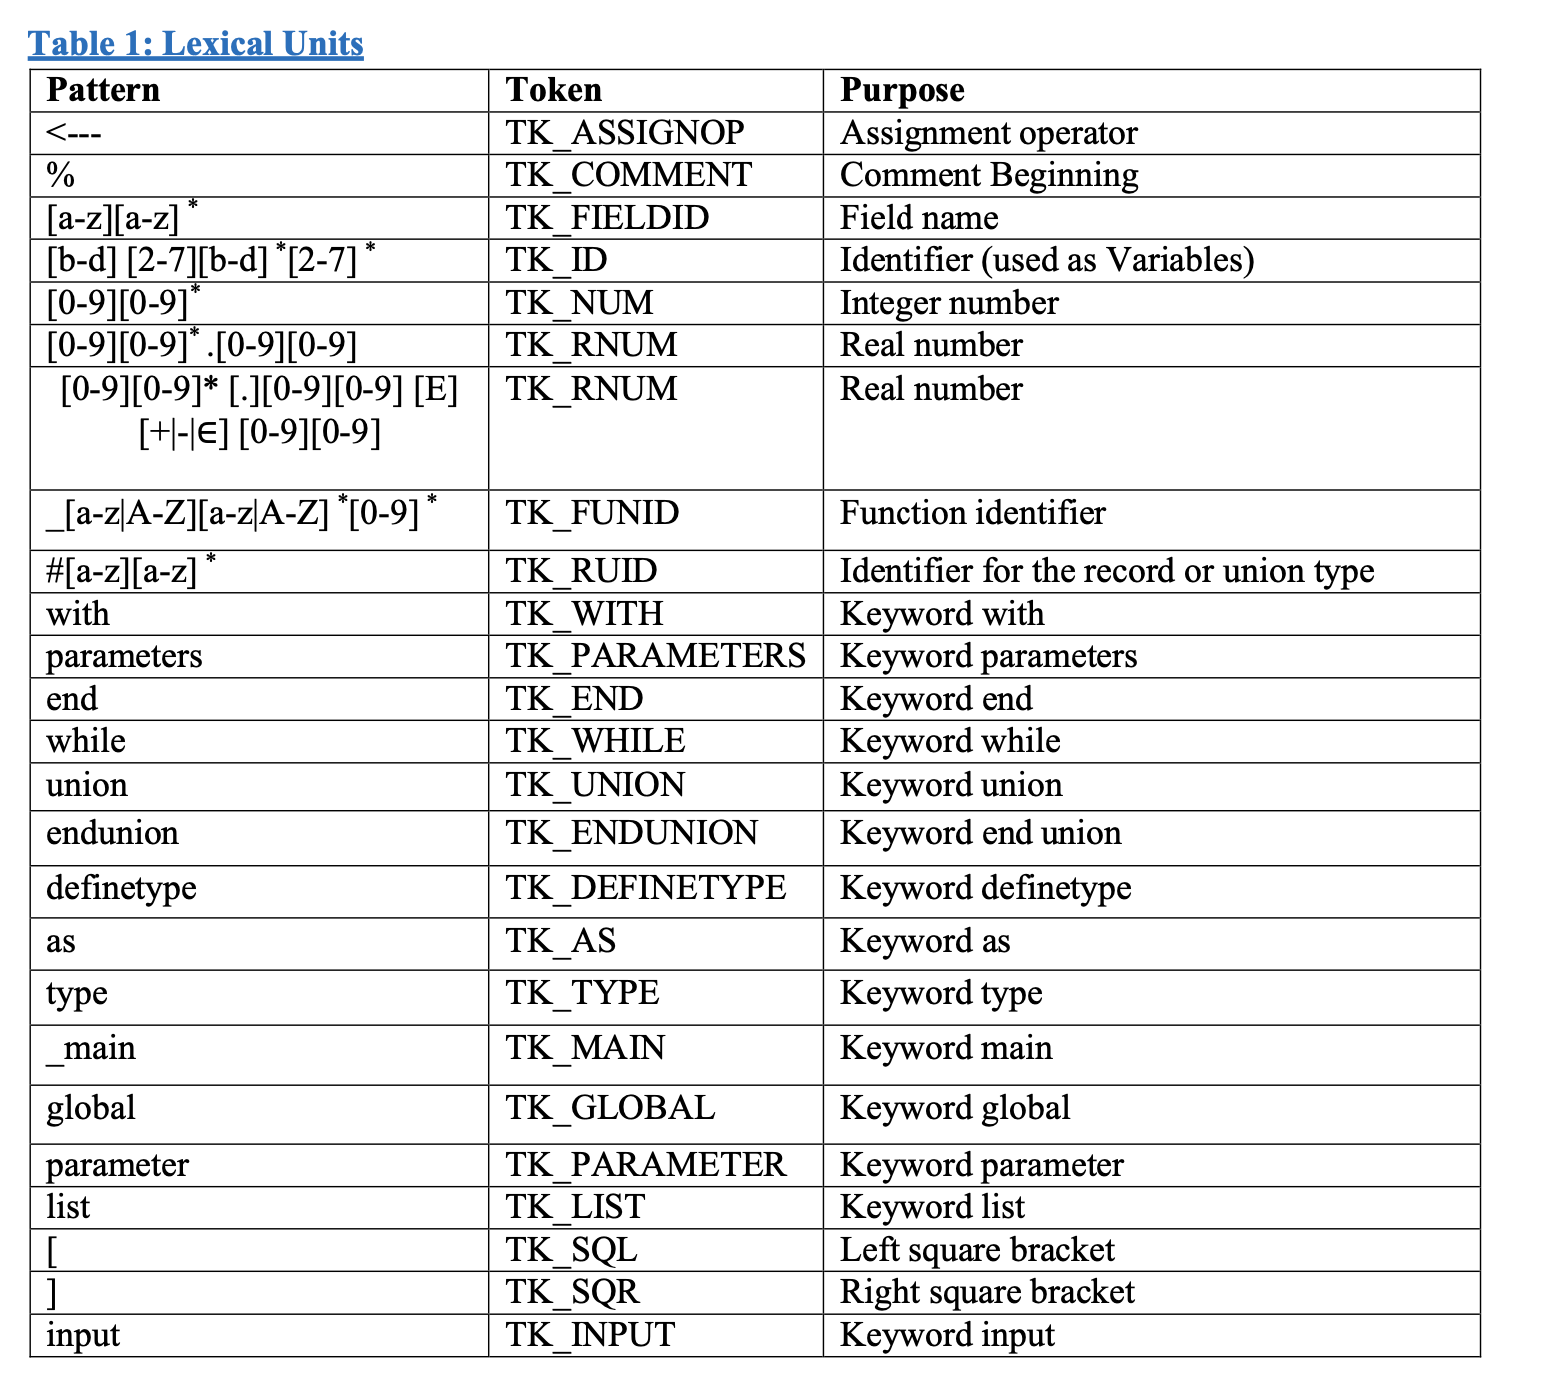 Table 1: Lexical Units
Pattern Token Purpose
<--- TK_ASSIGNOP Assignment operator
% TK_COMMENT Comment Beginning
[a-z][a-z] * TK_FIELDID Field name
[b-d] [2-7][b-d] *[2-7] * TK_ID Identifier (used as Variables)
[0-9][0-9]* TK_NUM Integer number
[0-9][0-9]* .[0-9][0-9] TK_RNUM Real number
[0-9][0-9]* [.][0-9][0-9] [E] TK_RNUM Real number
[+|-|∈] [0-9][0-9]
_[a-z|A-Z][a-z|A-Z] *[0-9] * TK_FUNID Function identifier
#[a-z][a-z] * TK_RUID Identifier for the record or union type
with TK_WITH Keyword with
parameters TK_PARAMETERS Keyword parameters
end TK_END Keyword end
while TK_WHILE Keyword while
union TK_UNION Keyword union
endunion TK_ENDUNION Keyword end union
definetype TK_DEFINETYPE Keyword definetype
as TK_AS Keyword as
type TK_TYPE Keyword type
_main TK_MAIN Keyword main
global TK_GLOBAL Keyword global
parameter TK_PARAMETER Keyword parameter
list TK_LIST Keyword list
[ TK_SQL Left square bracket
] TK_SQR Right square bracket
input TK_INPUT Keyword input